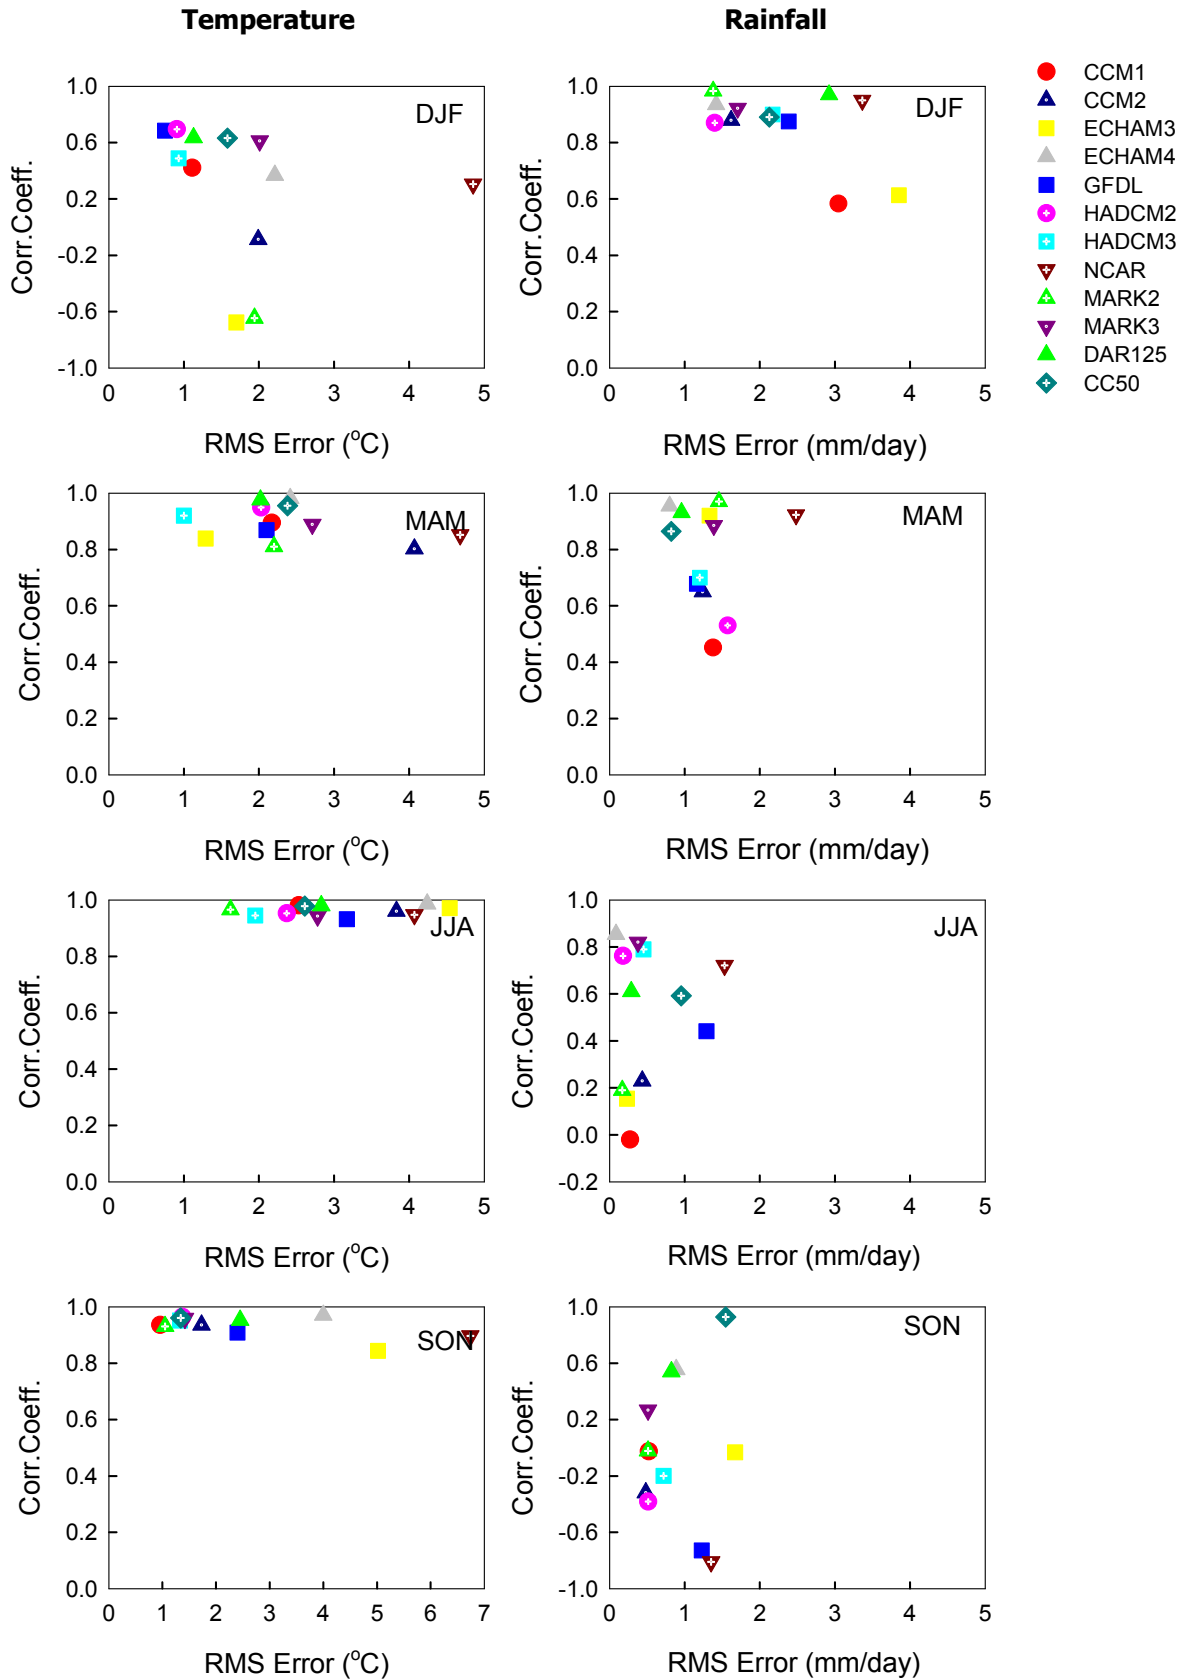 Temperature Rainfall
CCM1
CCM2
ECHAM3
ECHAM4
GFDL
HADCM2
HADCM3
NCAR
MARK2
MARK3
DAR125
CC50
DJF
Corr.Coeff.
1.0
0.6
0.2
-0.2
-0.6
-1.0
0 1 2 3 4 5
RMS Error (°C)
DJF
Corr.Coeff.
1.0
0.8
0.6
0.4
0.2
0.0
0 1 2 3 4 5
RMS Error (mm/day)
MAM
Corr.Coeff.
1.0
0.8
0.6
0.4
0.2
0.0
0 1 2 3 4 5
RMS Error (°C)
MAM
Corr.Coeff.
1.0
0.8
0.6
0.4
0.2
0.0
0 1 2 3 4 5
RMS Error (mm/day)
JJA
Corr.Coeff.
1.0
0.8
0.6
0.4
0.2
0.0
0 1 2 3 4 5
RMS Error (°C)
JJA
Corr.Coeff.
1.0
0.8
0.6
0.4
0.2
0.0
-0.2
0 1 2 3 4 5
RMS Error (mm/day)
SON
Corr.Coeff.
1.0
0.8
0.6
0.4
0.2
0.0
0 1 2 3 4 5 6 7
RMS Error (°C)
SON
Corr.Coeff.
1.0
0.6
0.2
-0.2
-0.6
-1.0
0 1 2 3 4 5
RMS Error (mm/day)